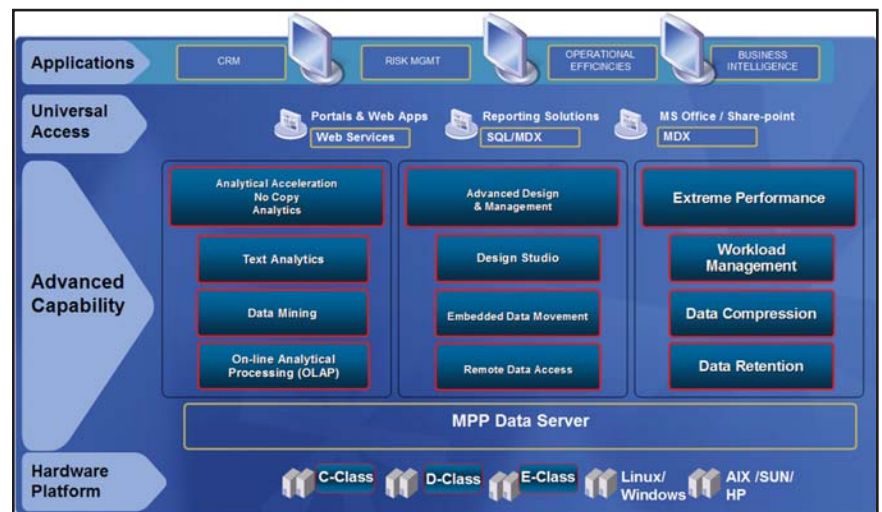 Applications
CRM
RISK MGMT
OPERATIONAL
EFFICINCIES
BUSINESS
INTELLIGENCE
Universal
Access
Portals & Web Apps
Web Services
Reporting Solutions
SQL/MDX
MS Office / Share-point
MDX
Advanced
Capability
Analytical Acceleration
No Copy
Analytics
Text Analytics
Data Mining
On-line Analytical
Processing (OLAP)
Advanced Design
& Management
Design Studio
Embedded Data Movement
Remote Data Access
Extreme Performance
Workload
Management
Data Compression
Data Retention
MPP Data Server
Hardware
Platform
C-Class
D-Class
E-Class
Linux/
Windows
AIX /SUN/
HP